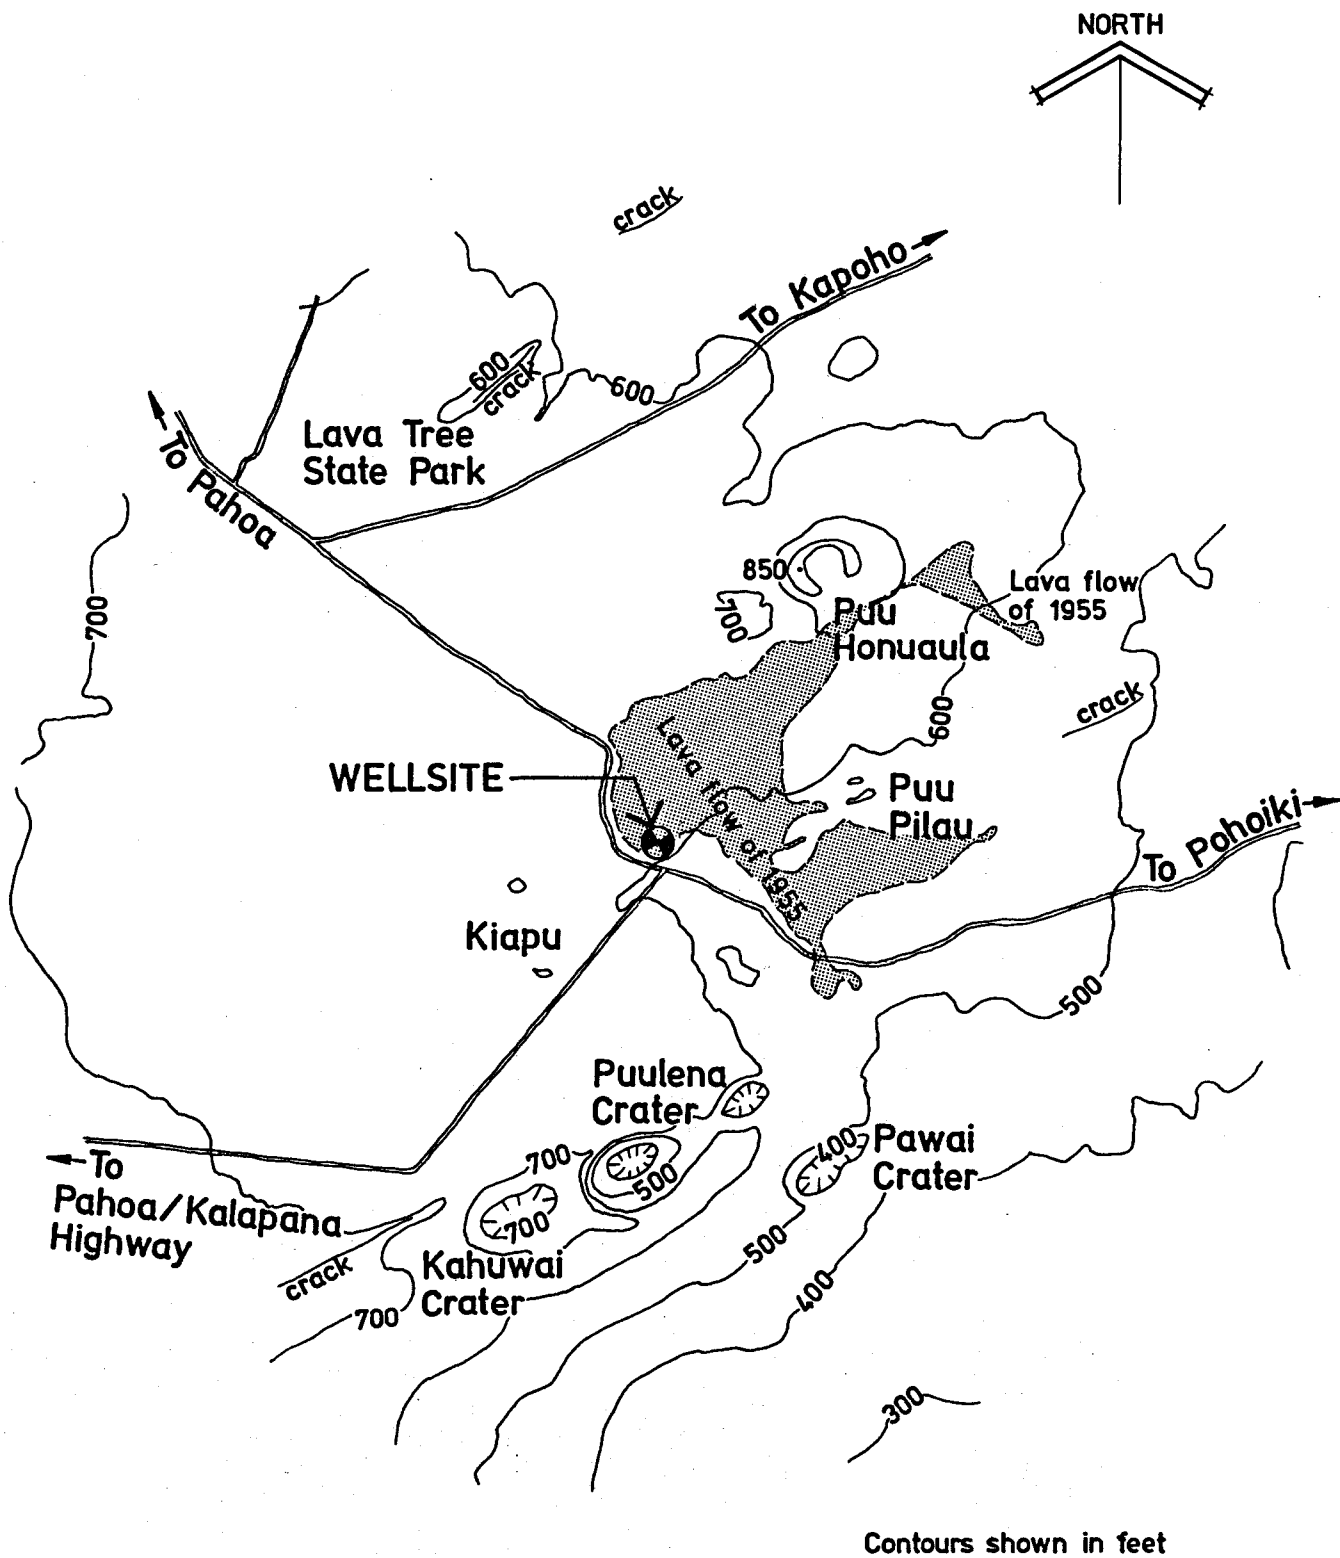 NORTH
crack
To Kapoho
600
crack
600
Lava Tree
State Park
To Pahoa
850
700
Puu
Honuaula
Lava flow
of 1955
700
crack
600
Lava flow of 1955
WELLSITE
Puu
Pilau
To Pohoiki
Kiapu
500
Puulena
Crater
400
Pawai
Crater
To
Pahoa/Kalapana
Highway
700
500
700
500
crack
Kahuwai
Crater
400
700
300
Contours shown in feet